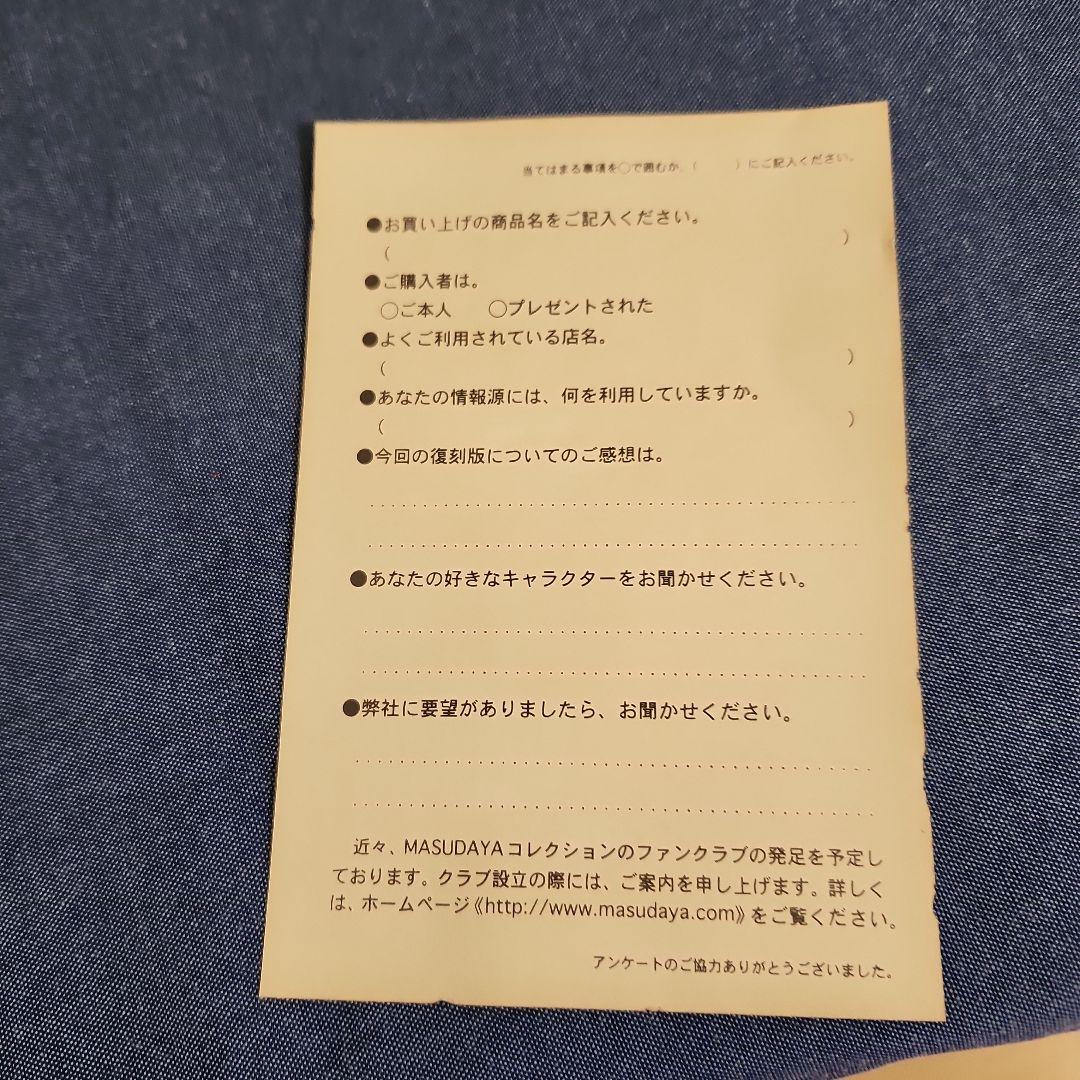 当てはまる事項を○で囲むか、(　　　)にご記入ください。
●お買い上げの商品名をご記入ください。
(　　　)
●ご購入者は。
○ご本人　○プレゼントされた
●よくご利用されている店名。
(　　　)
●あなたの情報源には、何を利用していますか。
(　　　)
●今回の復刻版についてのご感想は。
●あなたの好きなキャラクターをお聞かせください。
●弊社に要望がありましたら、お聞かせください。
近々、MASUDAYAコレクションのファンクラブの発足を予定し
ております。クラブ設立の際には、ご案内を申し上げます。詳しく
は、ホームページ《http://www.masudaya.com》をご覧ください。
アンケートのご協力ありがとうございました。